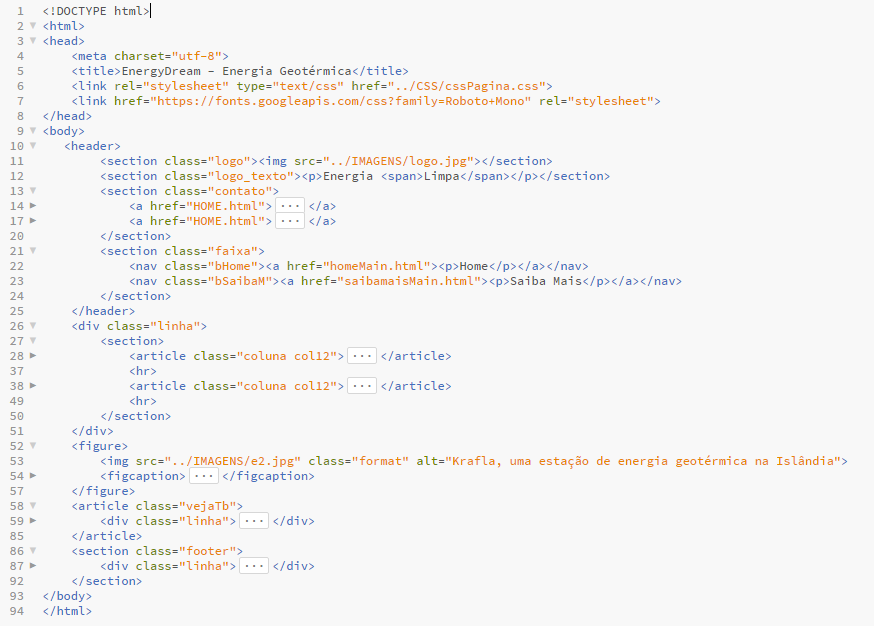 1 <!DOCTYPE html>
2 <html>
3 <head>
4 <meta charset="utf-8">
5 <title>EnergyDream - Energia Geotérmica</title>
6 <link rel="stylesheet" type="text/css" href="../CSS/cssPagina.css">
7 <link href="https://fonts.googleapis.com/css?family=Roboto+Mono" rel="stylesheet">
8 </head>
9 <body>
10 <header>
11 <section class="logo"><img src="../IMAGENS/logo.jpg"></section>
12 <section class="logo_texto"><p>Energia <span>Limpa</span></p></section>
13 <section class="contato">
14 <a href="HOME.html"> ... </a>
17 <a href="HOME.html"> ... </a>
20 </section>
21 <section class="faixa">
22 <nav class="bHome"><a href="homeMain.html"><p>Home</p></a></nav>
23 <nav class="bSaibaM"><a href="saibamaisMain.html"><p>Saiba Mais</p></a></nav>
24 </section>
25 </header>
26 <div class="linha">
27 <section>
28 <article class="coluna col12"> ... </article>
37 <hr>
38 <article class="coluna col12"> ... </article>
49 <hr>
50 </section>
51 </div>
52 <figure>
53 <img src="../IMAGENS/e2.jpg" class="format" alt="Krafla, uma estação de energia geotérmica na Islândia">
54 <figcaption> ... </figcaption>
57 </figure>
58 <article class="vejaTb">
59 <div class="linha"> ... </div>
85 </article>
86 <section class="footer">
87 <div class="linha"> ... </div>
92 </section>
93 </body>
94 </html>